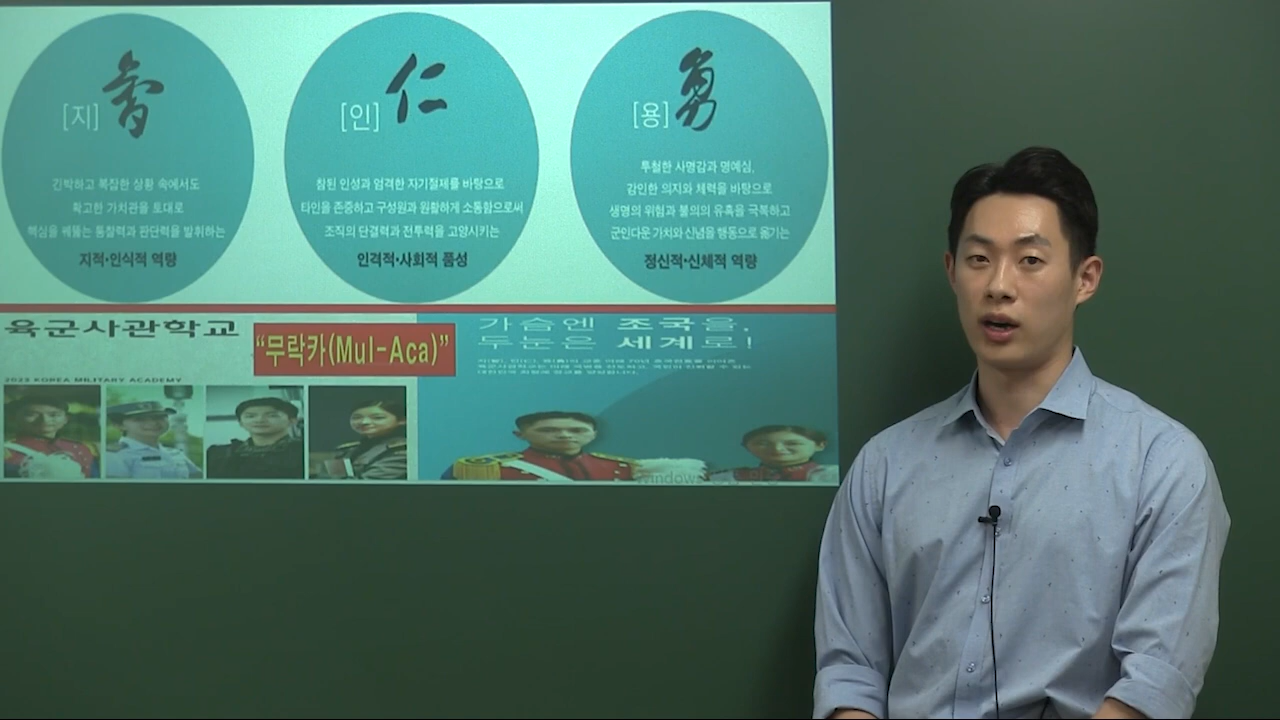 [지] 智
긴박하고 복잡한 상황 속에서도
확고한 가치관을 토대로
핵심을 꿰뚫는 통찰력과 판단력을 발휘하는
지적·인식적 역량
[인] 仁
참된 인성과 엄격한 자기절제를 바탕으로
타인을 존중하고 구성원과 원활하게 소통함으로써
조직의 단결력과 전투력을 고양시키는
인격적·사회적 품성
[용] 勇
투철한 사명감과 명예심,
강인한 의지와 체력을 바탕으로
생명의 위험과 불의의 유혹을 극복하고
군인다운 가치와 신념을 행동으로 옮기는
정신적·신체적 역량
육군사관학교
“무락카(Mul-Aca)”
KOREA MILITARY ACADEMY
가슴엔 조국을,
두눈은 세계로!
Windows